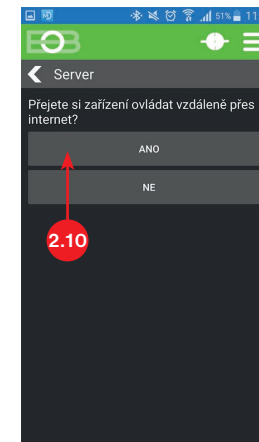 51% 11
EOB
Server
Přejete si zařízení ovládat vzdáleně přes
internet?
ANO
NE
2.10